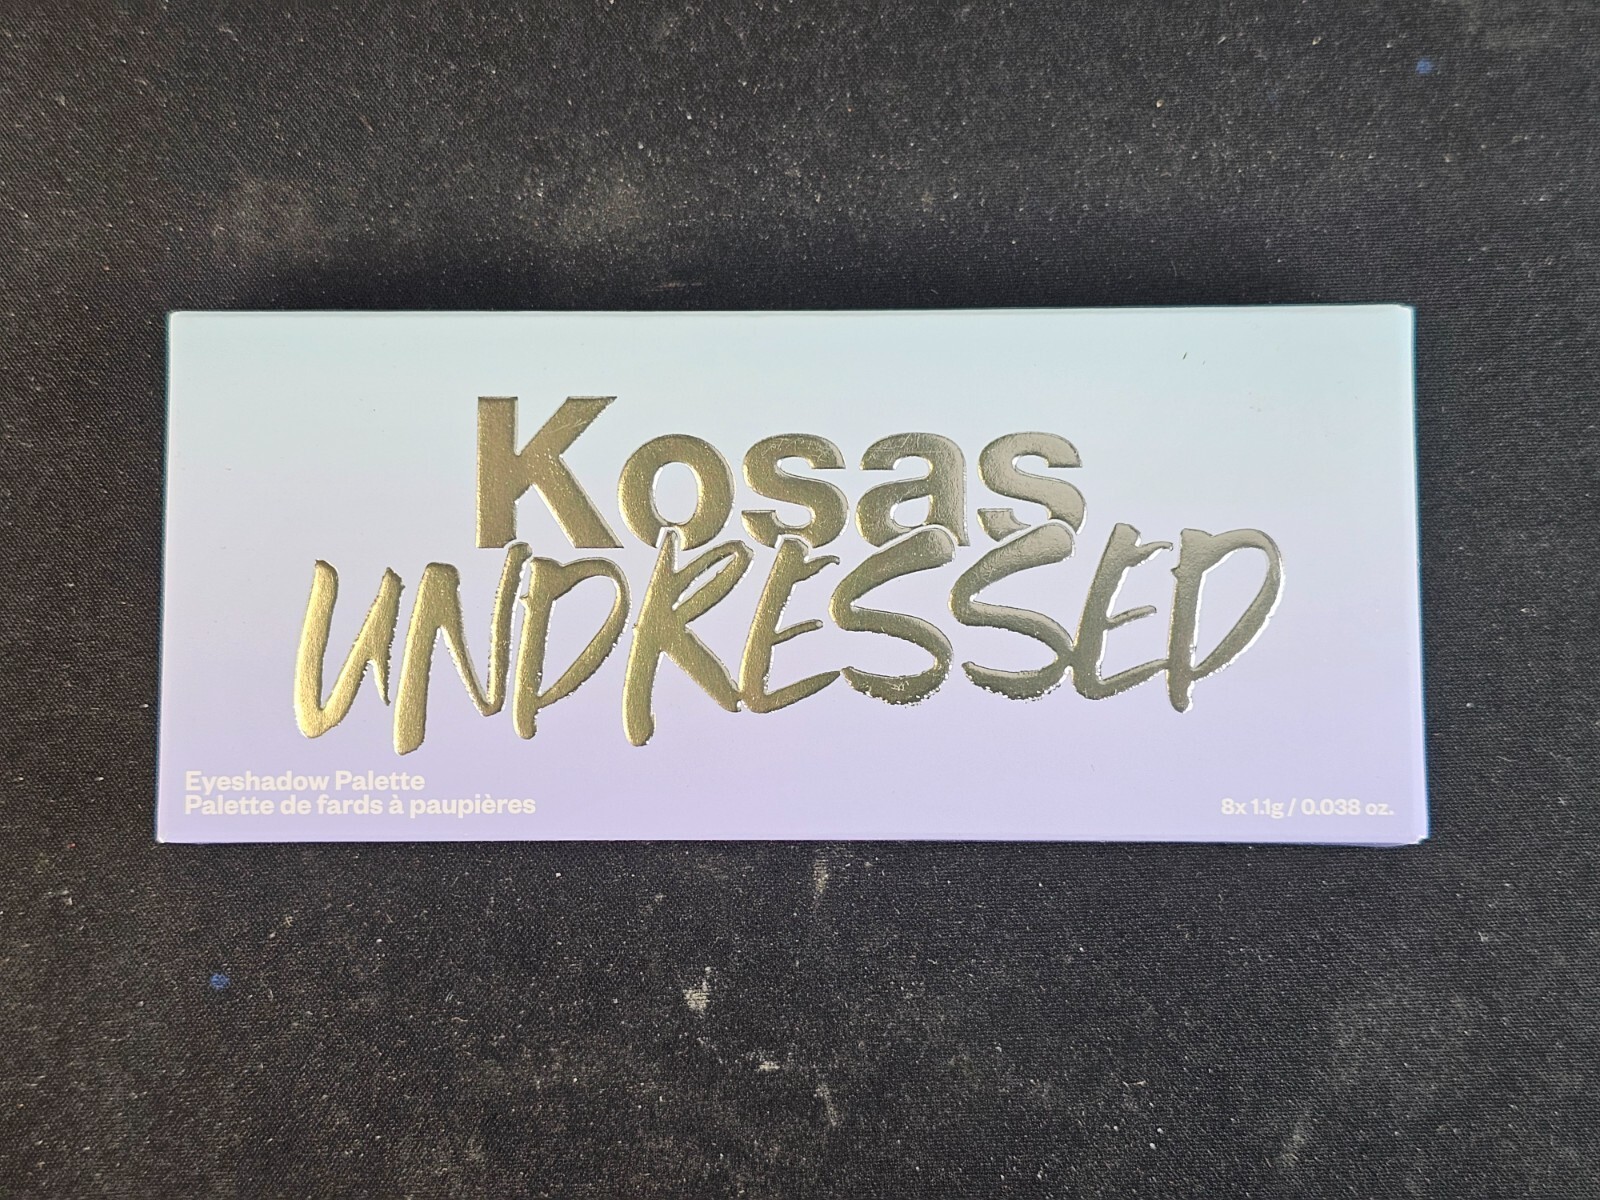 Kosas
UNDRESSED
Eyeshadow Palette
Palette de fards à paupières
8x 1.1g / 0.038 oz.